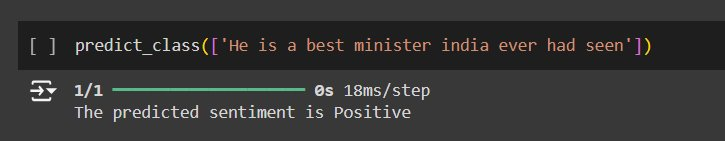 [ ] predict_class(['He is a best minister india ever had seen'])
1/1 ━━━━━━━━━━━━━━━━━━━━ 0s 18ms/step
The predicted sentiment is Positive